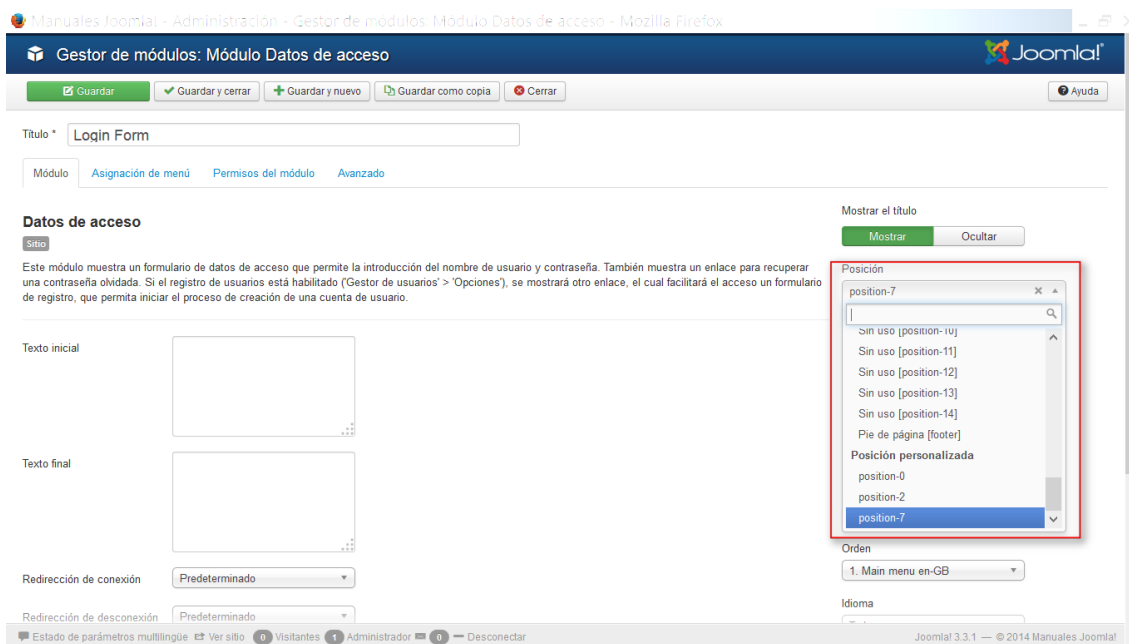 Manuales Joomla! - Administración - Gestor de módulos: Módulo Datos de acceso - Mozilla Firefox
Gestor de módulos: Módulo Datos de acceso
Joomla!
Guardar
Guardar y cerrar
Guardar y nuevo
Guardar como copia
Cerrar
Ayuda
Título *
Login Form
Módulo
Asignación de menú
Permisos del módulo
Avanzado
Datos de acceso
Sitio
Este módulo muestra un formulario de datos de acceso que permite la introducción del nombre de usuario y contraseña. También muestra un enlace para recuperar
una contraseña olvidada. Si el registro de usuarios está habilitado ('Gestor de usuarios' > 'Opciones'), se mostrará otro enlace, el cual facilitará el acceso un formulario
de registro, que permita iniciar el proceso de creación de una cuenta de usuario.
Texto inicial
Texto final
Redirección de conexión
Predeterminado
Redirección de desconexión
Predeterminado
Mostrar el título
Mostrar
Ocultar
Posición
position-7
Sin uso [position-10]
Sin uso [position-11]
Sin uso [position-12]
Sin uso [position-13]
Sin uso [position-14]
Pie de página [footer]
Posición personalizada
position-0
position-2
position-7
Orden
1. Main menu en-GB
Idioma
Estado de parámetros multilingüe
Ver sitio
0 Visitantes
1 Administrador
0
Desconectar
Joomla! 3.3.1 — © 2014 Manuales Joomla!